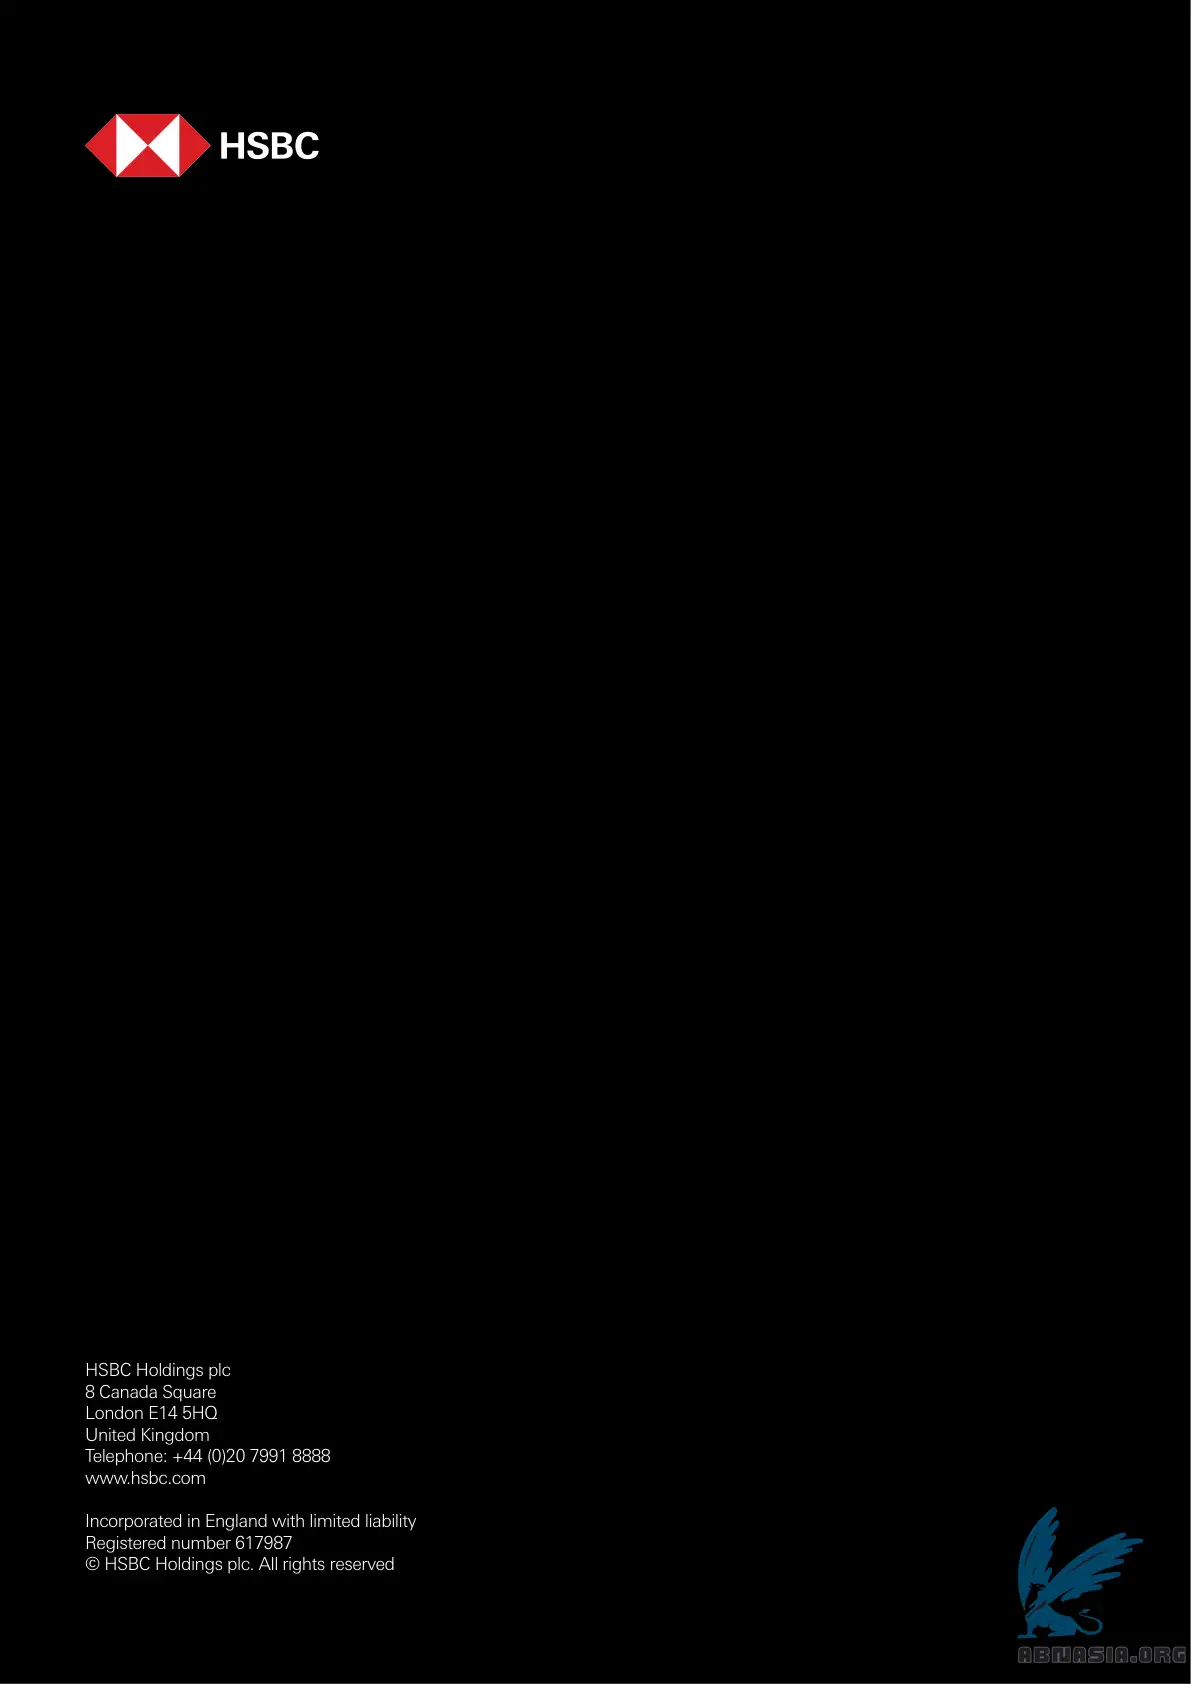 HSBC
HSBC Holdings plc
8 Canada Square
London E14 5HQ
United Kingdom
Telephone: +44 (0)20 7991 8888
www.hsbc.com
Incorporated in England with limited liability
Registered number 617987
© HSBC Holdings plc. All rights reserved
ABNASIA.ORG